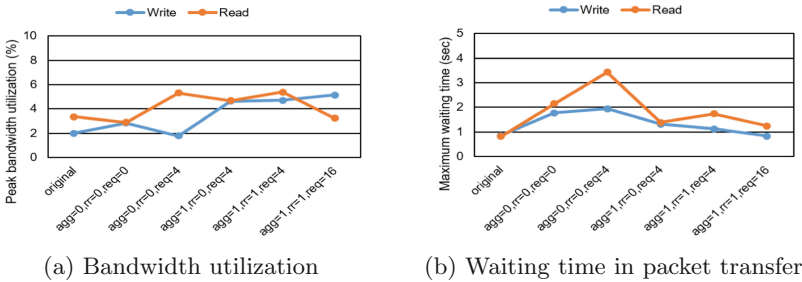 Write Read
Peak bandwidth utilization (%)
10
8
6
4
2
0
original
agg=0,rr=0,req=0
agg=0,rr=0,req=4
agg=1,rr=0,req=4
agg=1,rr=1,req=4
agg=1,rr=1,req=16
(a) Bandwidth utilization
Write Read
Maximum waiting time (sec)
5
4
3
2
1
0
original
agg=0,rr=0,req=0
agg=0,rr=0,req=4
agg=1,rr=0,req=4
agg=1,rr=1,req=4
agg=1,rr=1,req=16
(b) Waiting time in packet transfer